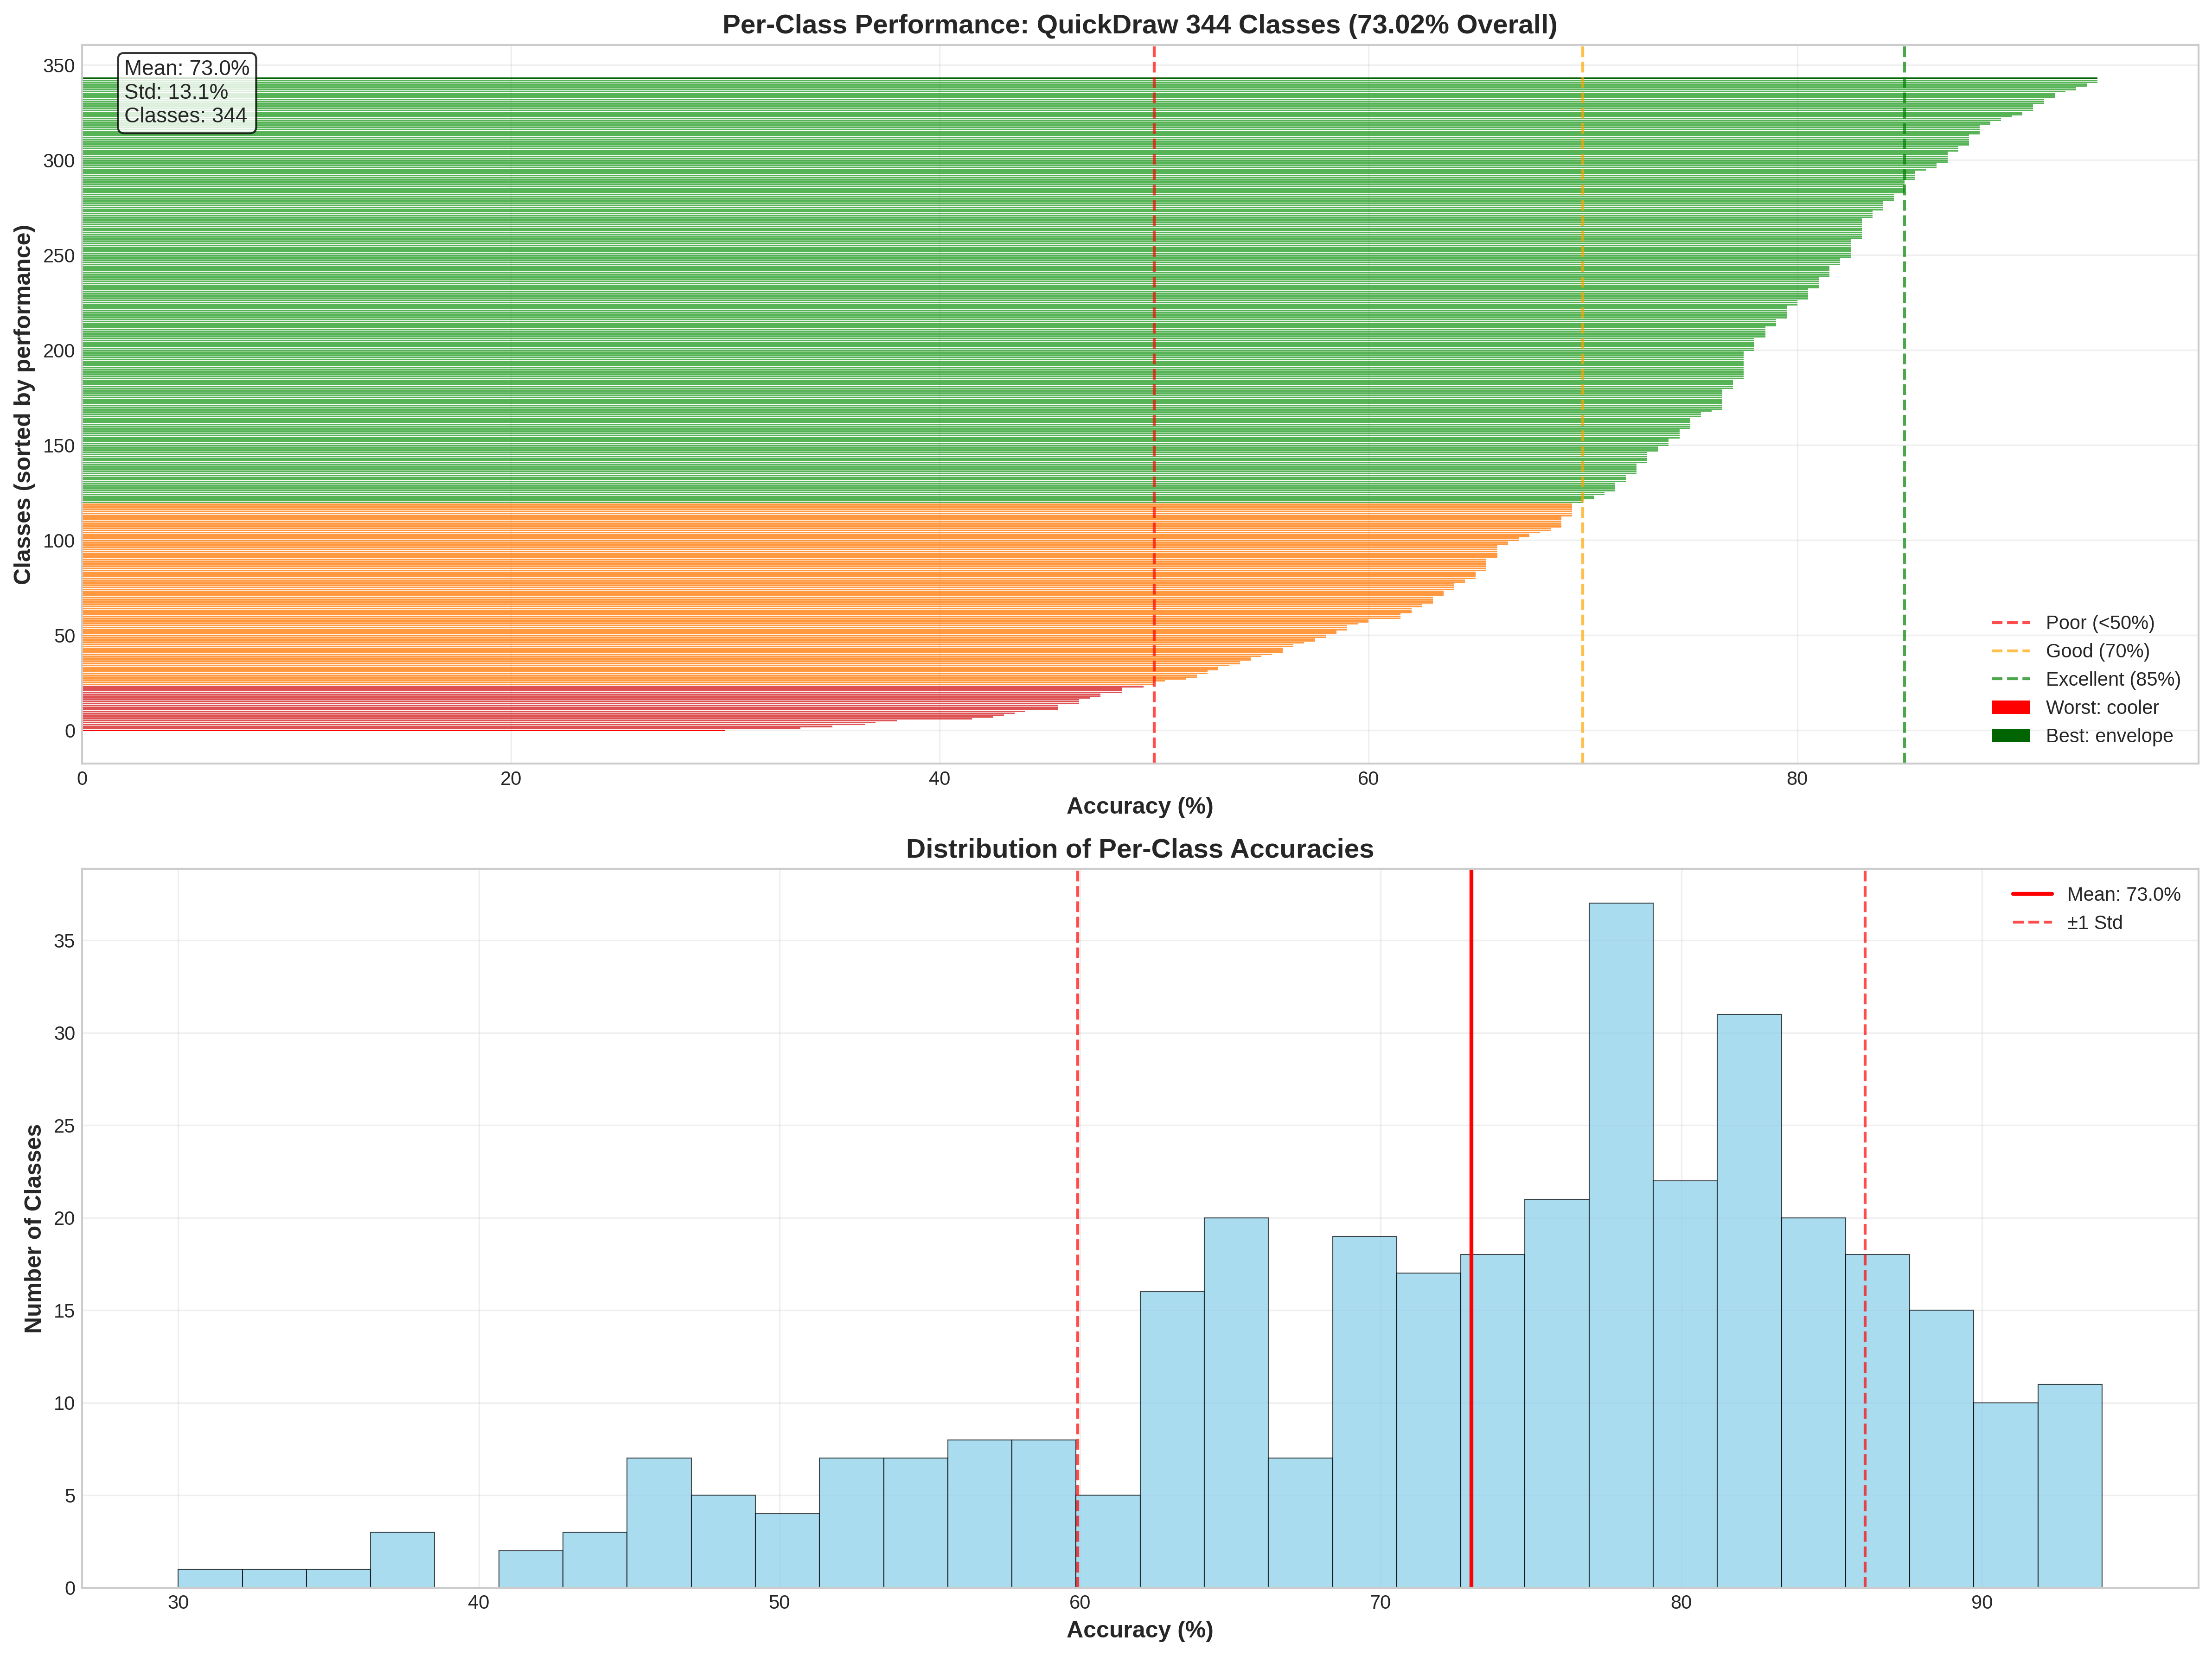 Per-Class Performance: QuickDraw 344 Classes (73.02% Overall)
Mean: 73.0%
Std: 13.1%
Classes: 344
350
300
250
200
150
100
50
0
Classes (sorted by performance)
Poor (<50%)
Good (70%)
Excellent (85%)
Worst: cooler
Best: envelope
0 20 40 60 80
Accuracy (%)
Distribution of Per-Class Accuracies
Mean: 73.0%
±1 Std
35
30
25
20
15
10
5
0
Number of Classes
30 40 50 60 70 80 90
Accuracy (%)